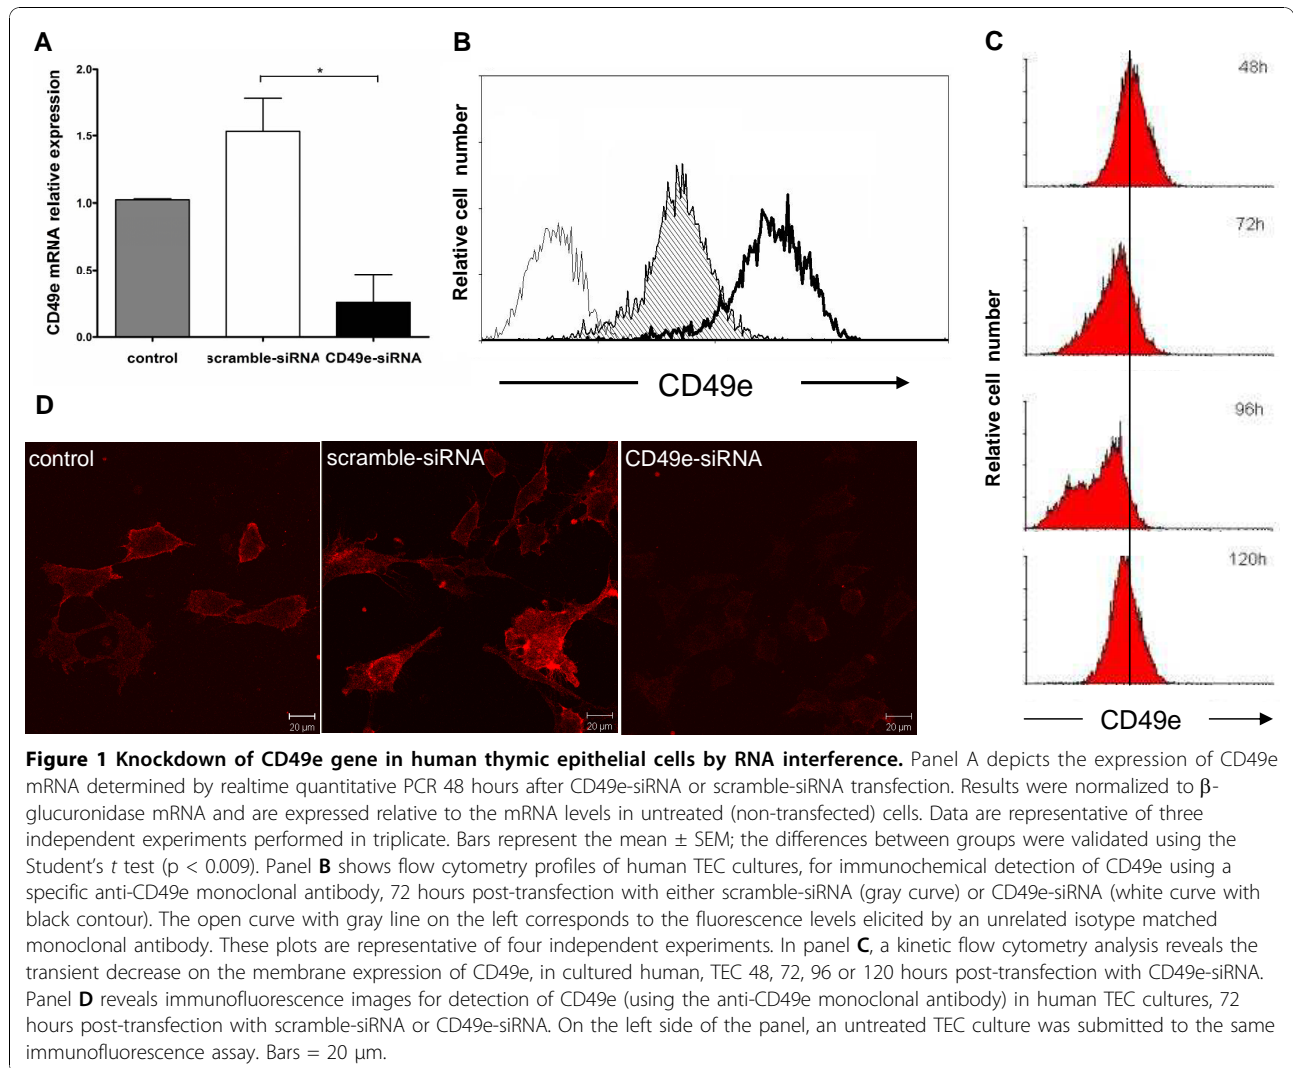 A
CD49e mRNA relative expression
2.0
1.5
1.0
0.5
0.0
*
control
scramble-siRNA
CD49e-siRNA
B
Relative cell number
CD49e
C
48h
72h
96h
120h
Relative cell number
CD49e
D
control
scramble-siRNA
CD49e-siRNA
20 µm
20 µm
20 µm
Figure 1 Knockdown of CD49e gene in human thymic epithelial cells by RNA interference. Panel A depicts the expression of CD49e
mRNA determined by realtime quantitative PCR 48 hours after CD49e-siRNA or scramble-siRNA transfection. Results were normalized to β-
glucuronidase mRNA and are expressed relative to the mRNA levels in untreated (non-transfected) cells. Data are representative of three
independent experiments performed in triplicate. Bars represent the mean ± SEM; the differences between groups were validated using the
Student's t test (p < 0.009). Panel B shows flow cytometry profiles of human TEC cultures, for immunochemical detection of CD49e using a
specific anti-CD49e monoclonal antibody, 72 hours post-transfection with either scramble-siRNA (gray curve) or CD49e-siRNA (white curve with
black contour). The open curve with gray line on the left corresponds to the fluorescence levels elicited by an unrelated isotype matched
monoclonal antibody. These plots are representative of four independent experiments. In panel C, a kinetic flow cytometry analysis reveals the
transient decrease on the membrane expression of CD49e, in cultured human, TEC 48, 72, 96 or 120 hours post-transfection with CD49e-siRNA.
Panel D reveals immunofluorescence images for detection of CD49e (using the anti-CD49e monoclonal antibody) in human TEC cultures, 72
hours post-transfection with scramble-siRNA or CD49e-siRNA. On the left side of the panel, an untreated TEC culture was submitted to the same
immunofluorescence assay. Bars = 20 µm.